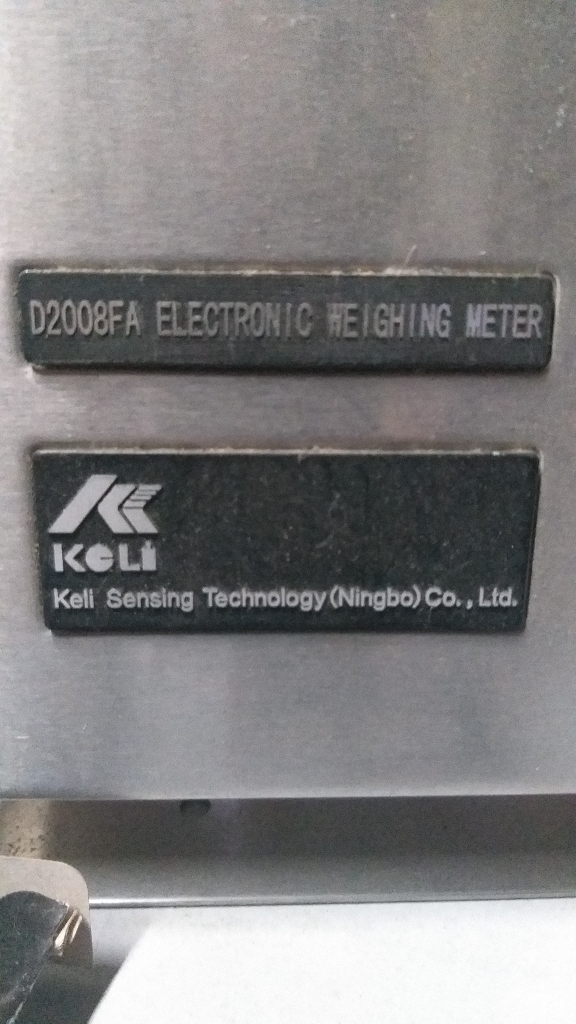 D2008FA ELECTRONIC WEIGHING METER
KELI
Keli Sensing Technology(Ningbo)Co.,Ltd.